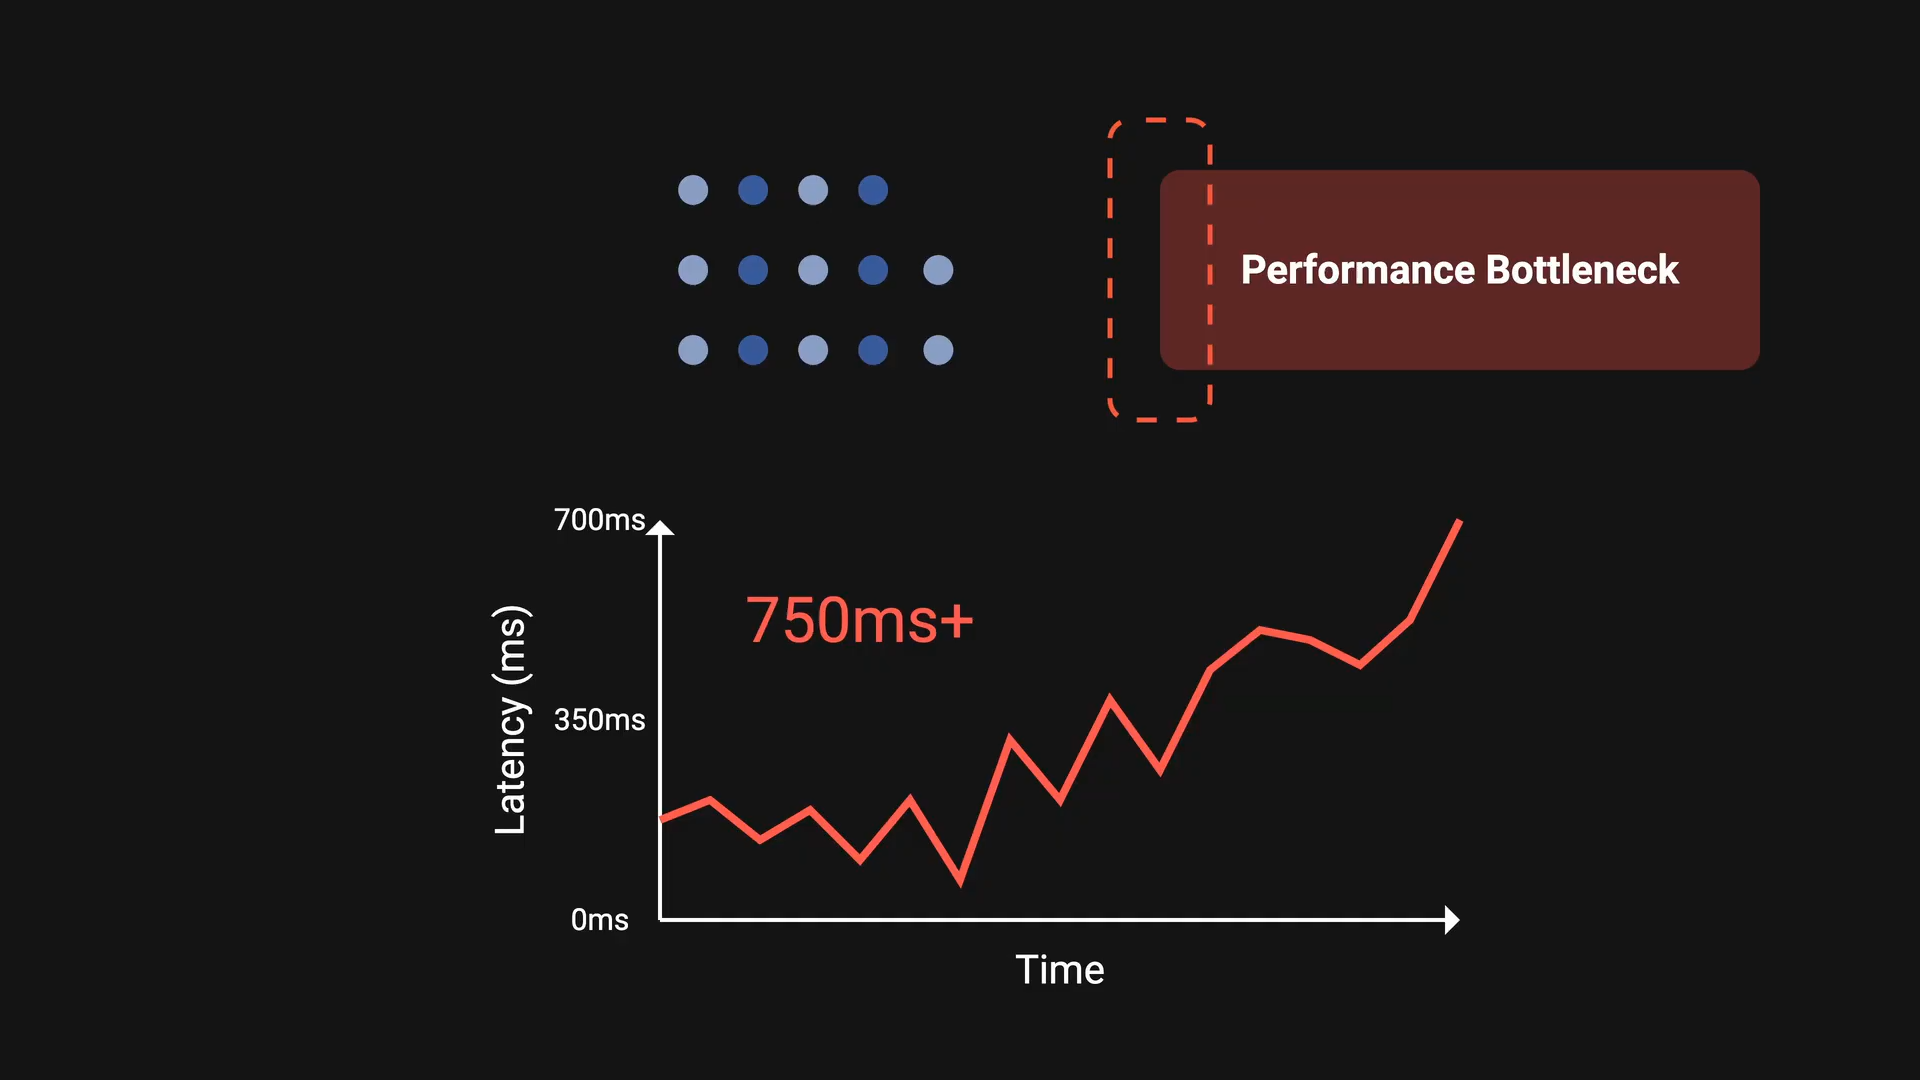 Performance Bottleneck
700ms
750ms+
Latency (ms)
350ms
0ms
Time